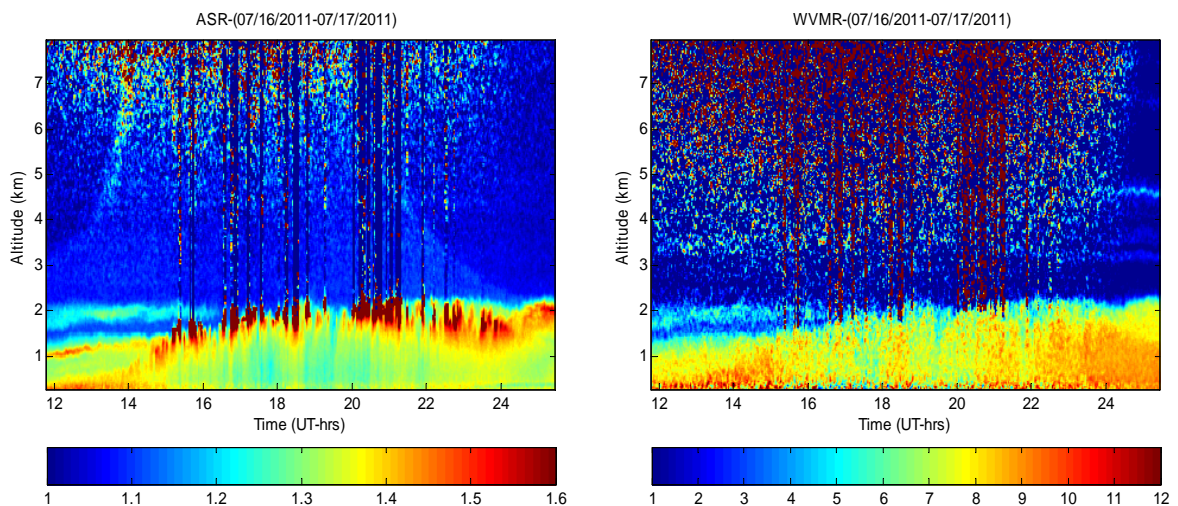 ASR-(07/16/2011-07/17/2011)
7
6
5
4
3
2
1
Altitude (km)
12 14 16 18 20 22 24
Time (UT-hrs)
1 1.1 1.2 1.3 1.4 1.5 1.6
WVMR-(07/16/2011-07/17/2011)
7
6
5
4
3
2
1
Altitude (km)
12 14 16 18 20 22 24
Time (UT-hrs)
1 2 3 4 5 6 7 8 9 10 11 12